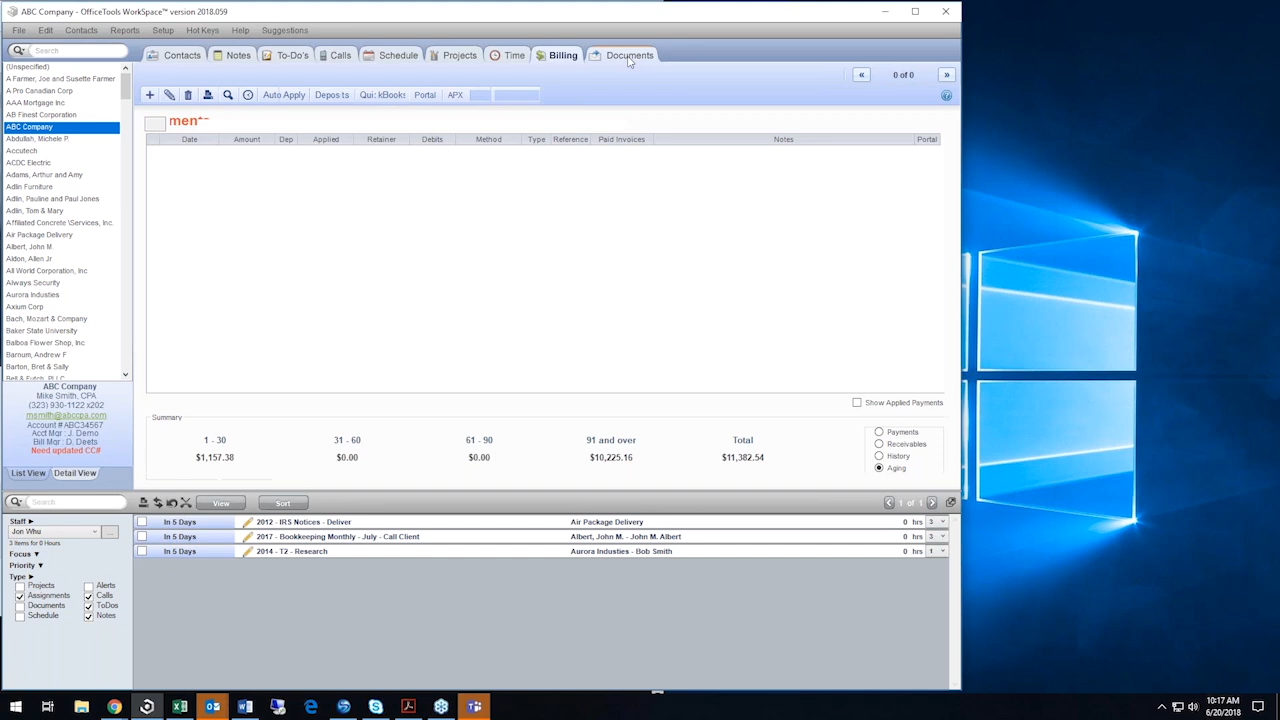 ABC Company - OfficeTools WorkSpace™ version 2018.059
File Edit Contacts Reports Setup Hot Keys Help Suggestions
Search
Contacts Notes To-Do's Calls Schedule Projects Time Billing Documents
0 of 0
Auto Apply Deposits QuickBooks Portal APX
Date Amount Dep Applied Retainer Debits Method Type Reference Paid Invoices Notes Portal
(Unspecified)
A Farmer, Joe and Susette Farmer
A Pro Canadian Corp
AAA Mortgage Inc
AB Finest Corporation
ABC Company
Abdullah, Michele P.
Accutech
ACDC Electric
Adams, Arthur and Amy
Adlin Furniture
Adlin, Pauline and Paul Jones
Adlin, Tom & Mary
Affiliated Concrete \Services, Inc.
Air Package Delivery
Albert, John M
Aldon, Allen Jr
All World Corporation, Inc
Always Security
Aurora Industies
Axium Corp
Bach, Mozart & Company
Baker State University
Balboa Flower Shop, Inc
Barnum, Andrew F
Barton, Bret & Sally
ABC Company
Mike Smith, CPA
(323) 930-1122 x202
msmith@abccpa.com
Account # ABC34567
Acct Mgr : J. Demo
Bill Mgr : D. Deets
Need updated CC#
List View Detail View
Show Applied Payments
Summary
1 - 30 31 - 60 61 - 90 91 and over Total
$1,157.38 $0.00 $0.00 $10,225.16 $11,382.54
Payments
Receivables
History
Aging
Search View Sort 1 of 1
Staff
Jon Whu
3 Items for 0 Hours
Focus
Priority
Type
Projects Alerts
Assignments Calls
Documents ToDos
Schedule Notes
In 5 Days 2012 - IRS Notices - Deliver Air Package Delivery 0 hrs 3
In 5 Days 2017 - Bookkeeping Monthly - July - Call Client Albert, John M. - John M. Albert 0 hrs 3
In 5 Days 2014 - T2 - Research Aurora Industies - Bob Smith 0 hrs 1
10:17 AM
6/20/2018